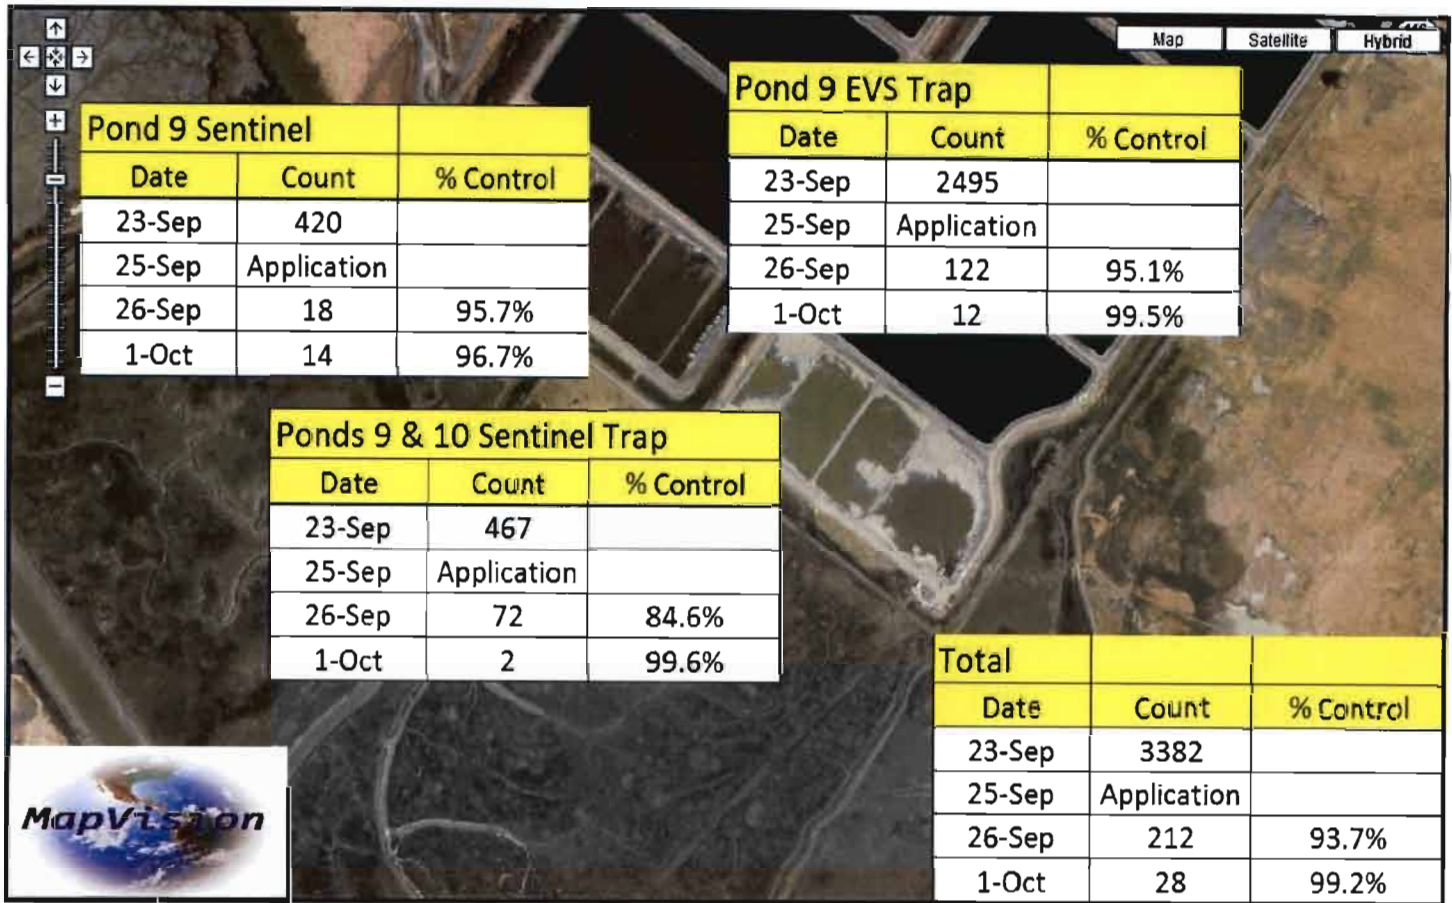 Map Satellite Hybrid
Pond 9 Sentinel
Date Count % Control
23-Sep 420
25-Sep Application
26-Sep 18 95.7%
1-Oct 14 96.7%
Pond 9 EVS Trap
Date Count % Control
23-Sep 2495
25-Sep Application
26-Sep 122 95.1%
1-Oct 12 99.5%
Ponds 9 & 10 Sentinel Trap
Date Count % Control
23-Sep 467
25-Sep Application
26-Sep 72 84.6%
1-Oct 2 99.6%
Total
Date Count % Control
23-Sep 3382
25-Sep Application
26-Sep 212 93.7%
1-Oct 28 99.2%
MapVision